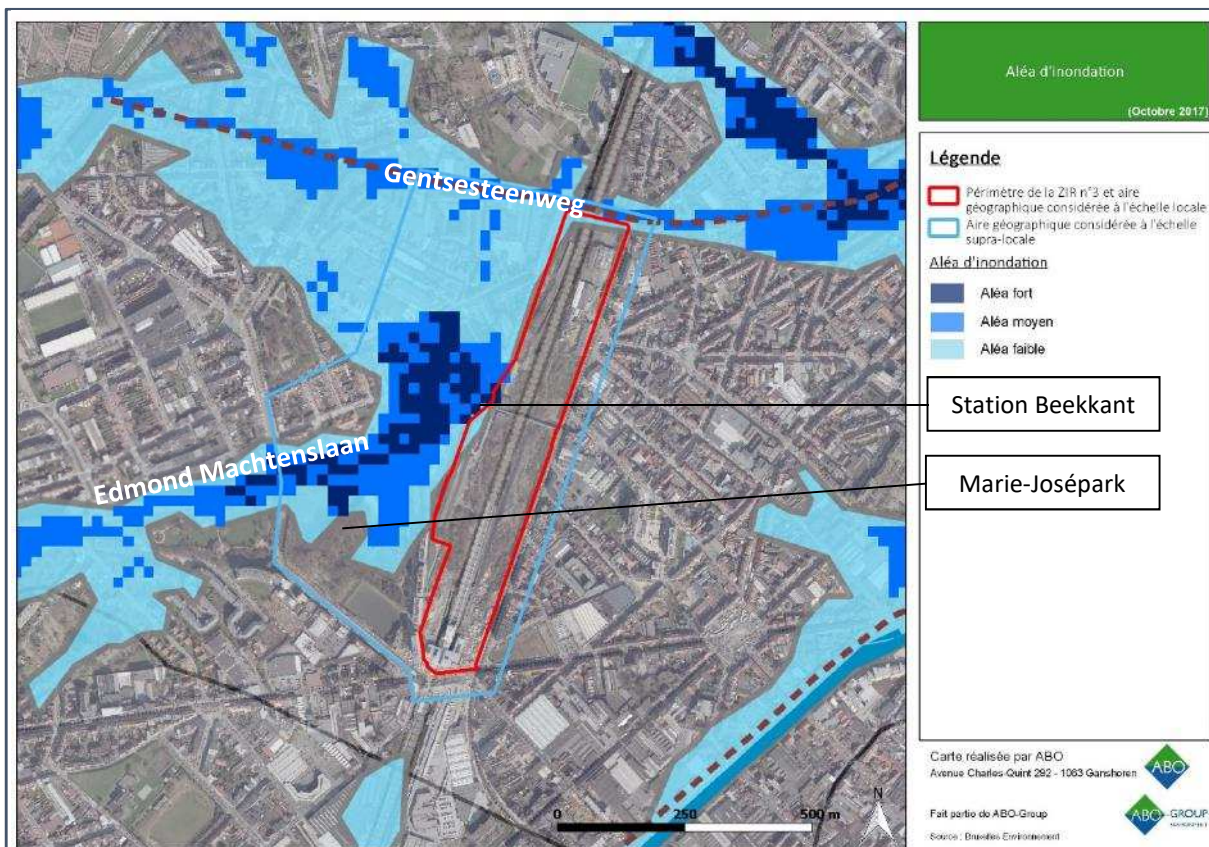 Aléa d'inondation
(Octobre 2017)
Légende
Périmètre de la ZIR n°3 et aire
géographique considérée à l'échelle locale
Aire géographique considérée à l'échelle
supra-locale
Aléa d'inondation
Aléa fort
Aléa moyen
Aléa faible
Gentsesteenweg
Edmond Machtenslaan
Station Beekkant
Marie-Josépark
N
0 250 500 m
Carte réalisée par ABO
Avenue Charles-Quint 292 - 1083 Ganshoren
ABO
Fait partie de ABO-Group
ABO-GROUP
Source : Bruxelles Environnement